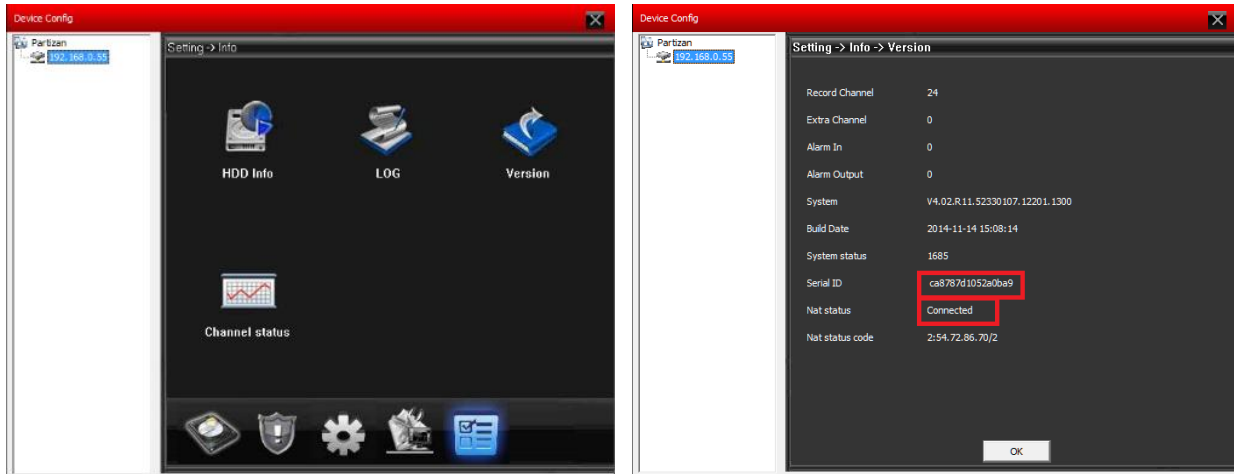 Device Config
Partizan
192.168.0.55
Setting -> Info
HDD Info
LOG
Version
Channel status
Device Config
Partizan
192.168.0.55
Setting -> Info -> Version
Record Channel 24
Extra Channel 0
Alarm In 0
Alarm Output 0
System V4.02.R11.52330107.12201.1300
Build Date 2014-11-14 15:08:14
System status 1685
Serial ID ca8787d1052a0ba9
Nat status Connected
Nat status code 2:54.72.86.70/2
OK